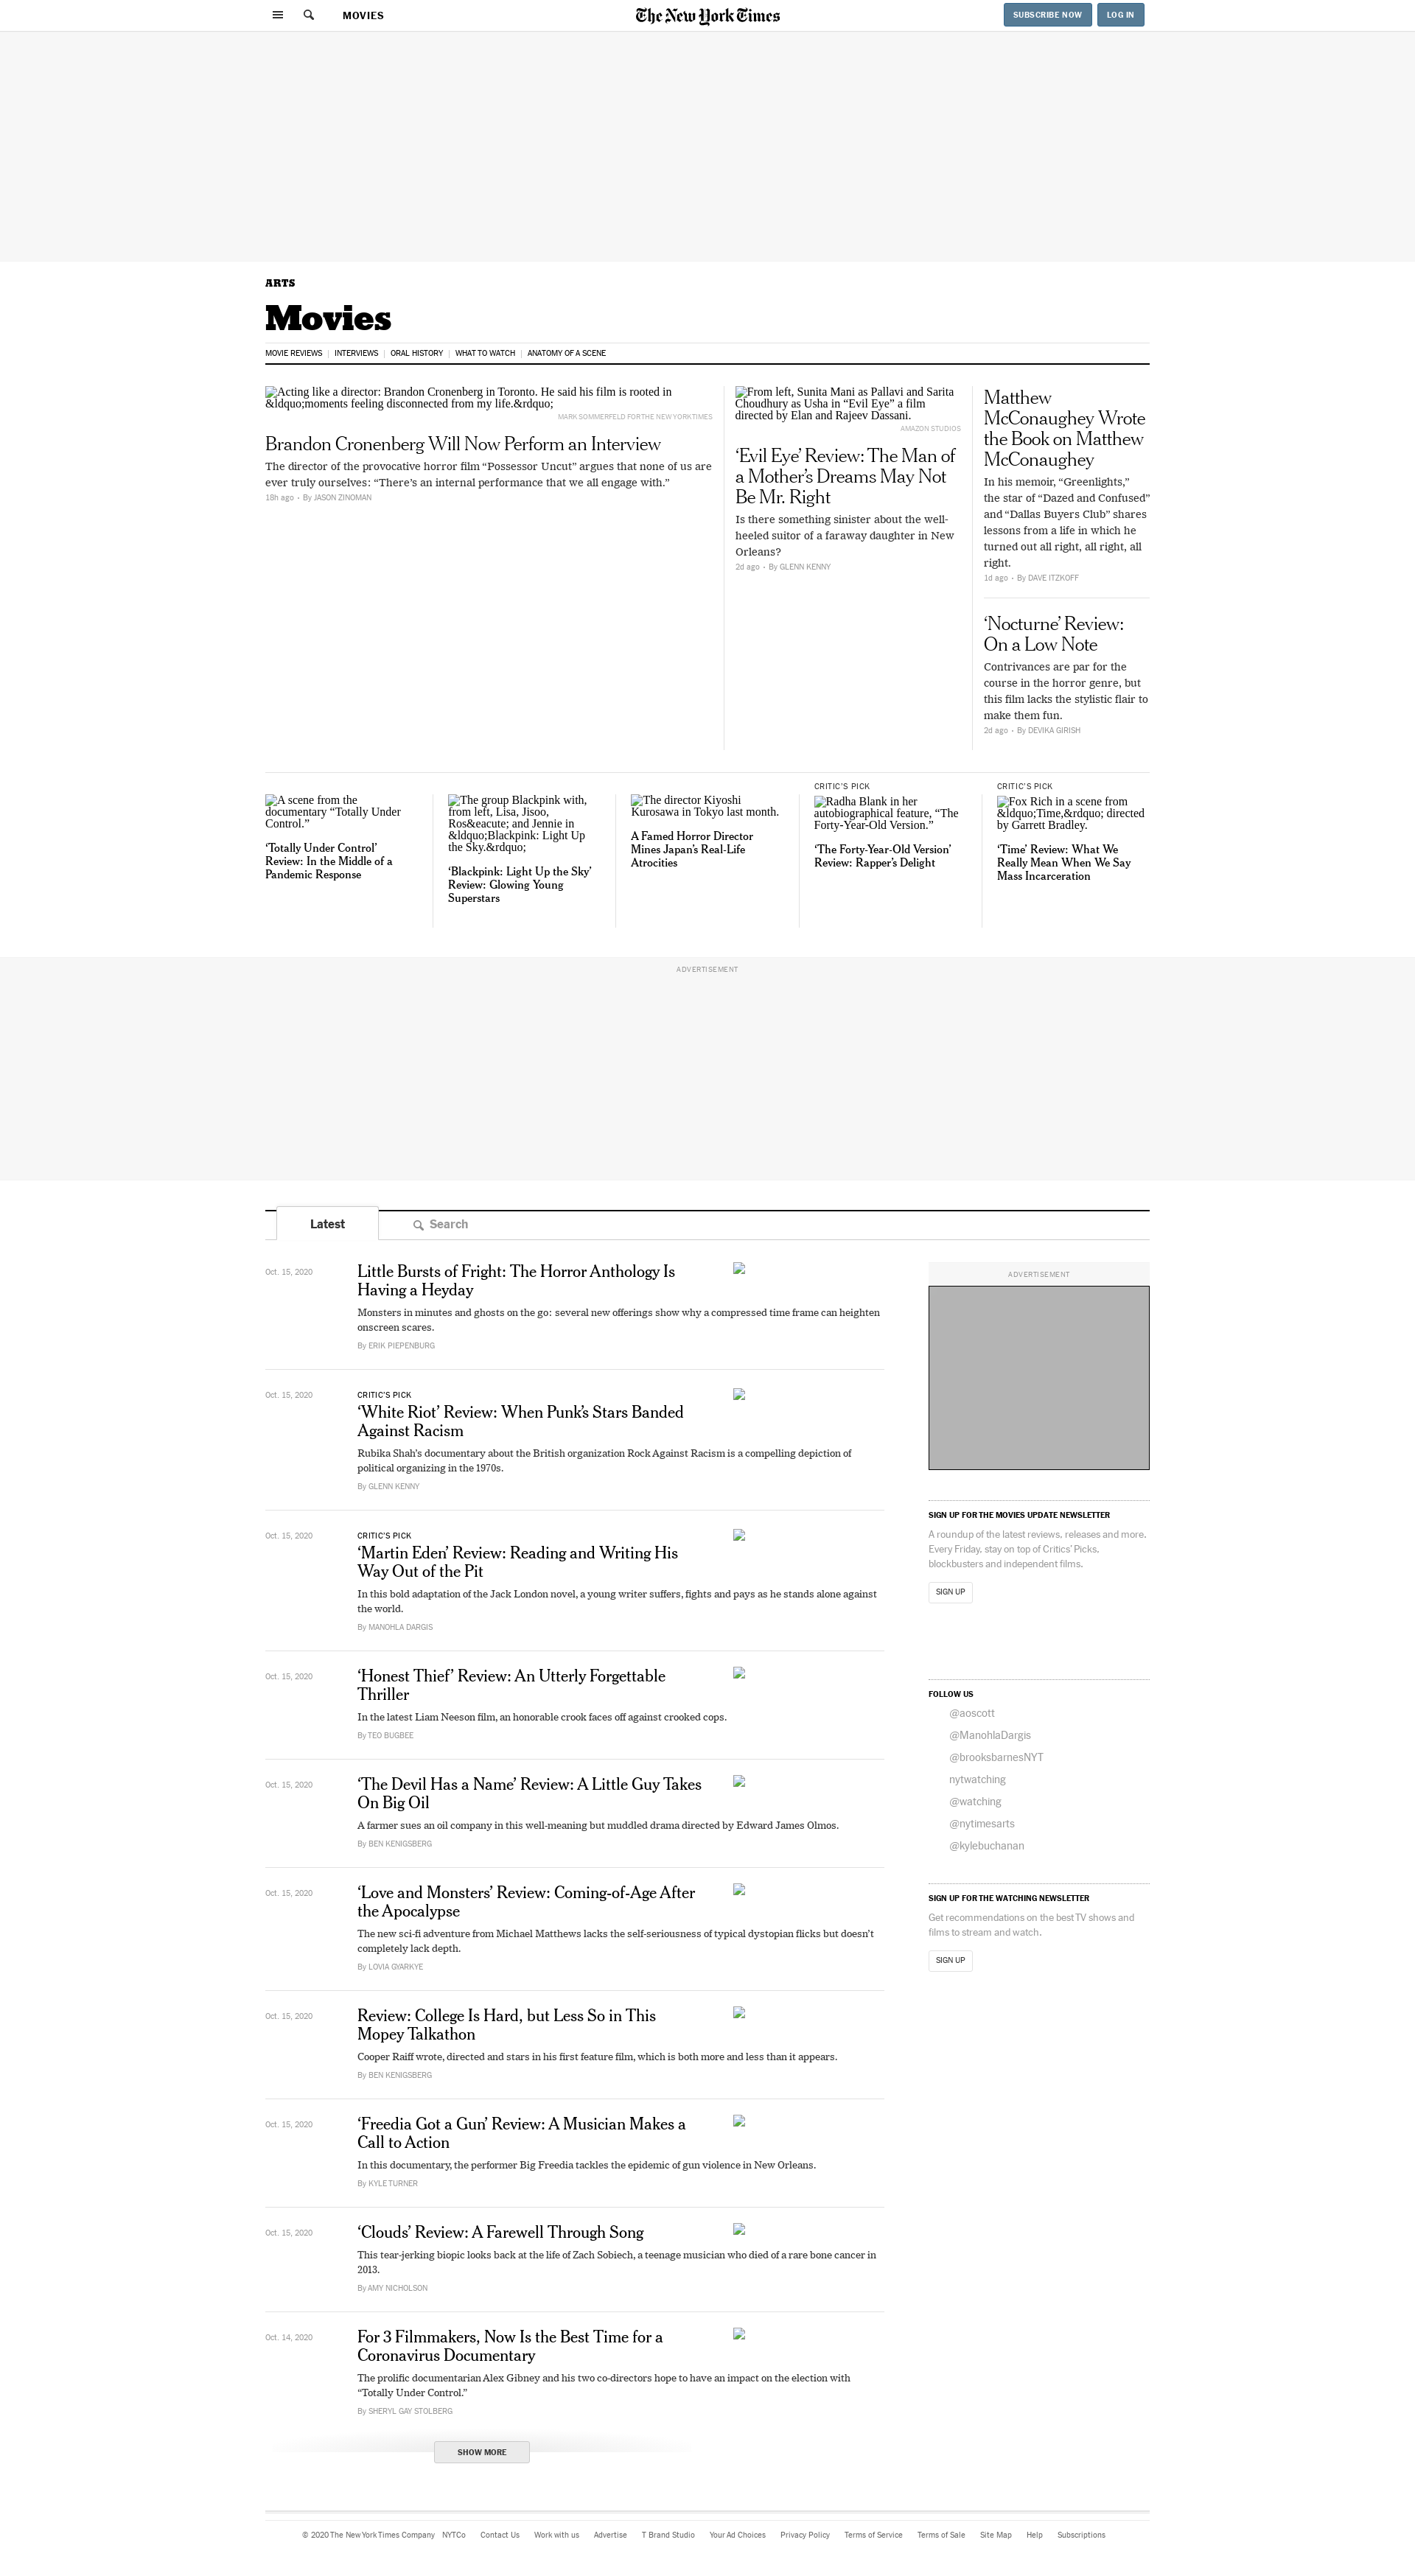 MOVIES
The New York Times
SUBSCRIBE NOW
LOG IN
ARTS
Movies
MOVIE REVIEWS
INTERVIEWS
ORAL HISTORY
WHAT TO WATCH
ANATOMY OF A SCENE
Acting like a director: Brandon Cronenberg in Toronto. He said his film is rooted in
&ldquo;moments feeling disconnected from my life.&rdquo;
MARK SOMMERFELD FOR THE NEW YORK TIMES
Brandon Cronenberg Will Now Perform an Interview
The director of the provocative horror film “Possessor Uncut” argues that none of us are
ever truly ourselves: “There’s an internal performance that we all engage with.”
18h ago • By JASON ZINOMAN
From left, Sunita Mani as Pallavi and Sarita
Choudhury as Usha in “Evil Eye” a film
directed by Elan and Rajeev Dassani.
AMAZON STUDIOS
‘Evil Eye’ Review: The Man of
a Mother’s Dreams May Not
Be Mr. Right
Is there something sinister about the well-
heeled suitor of a faraway daughter in New
Orleans?
2d ago • By GLENN KENNY
Matthew
McConaughey Wrote
the Book on Matthew
McConaughey
In his memoir, “Greenlights,”
the star of “Dazed and Confused”
and “Dallas Buyers Club” shares
lessons from a life in which he
turned out all right, all right, all
right.
1d ago • By DAVE ITZKOFF
‘Nocturne’ Review:
On a Low Note
Contrivances are par for the
course in the horror genre, but
this film lacks the stylistic flair to
make them fun.
2d ago • By DEVIKA GIRISH
A scene from the
documentary “Totally Under
Control.”
‘Totally Under Control’
Review: In the Middle of a
Pandemic Response
The group Blackpink with,
from left, Lisa, Jisoo,
Ros&eacute; and Jennie in
&ldquo;Blackpink: Light Up
the Sky.&rdquo;
‘Blackpink: Light Up the Sky’
Review: Glowing Young
Superstars
The director Kiyoshi
Kurosawa in Tokyo last month.
A Famed Horror Director
Mines Japan’s Real-Life
Atrocities
CRITIC’S PICK
Radha Blank in her
autobiographical feature, “The
Forty-Year-Old Version.”
‘The Forty-Year-Old Version’
Review: Rapper’s Delight
CRITIC’S PICK
Fox Rich in a scene from
&ldquo;Time,&rdquo; directed
by Garrett Bradley.
‘Time’ Review: What We
Really Mean When We Say
Mass Incarceration
ADVERTISEMENT
Latest
Search
Oct. 15, 2020
Little Bursts of Fright: The Horror Anthology Is
Having a Heyday
Monsters in minutes and ghosts on the go: several new offerings show why a compressed time frame can heighten
onscreen scares.
By ERIK PIEPENBURG
Oct. 15, 2020
CRITIC’S PICK
‘White Riot’ Review: When Punk’s Stars Banded
Against Racism
Rubika Shah’s documentary about the British organization Rock Against Racism is a compelling depiction of
political organizing in the 1970s.
By GLENN KENNY
Oct. 15, 2020
CRITIC’S PICK
‘Martin Eden’ Review: Reading and Writing His
Way Out of the Pit
In this bold adaptation of the Jack London novel, a young writer suffers, fights and pays as he stands alone against
the world.
By MANOHLA DARGIS
Oct. 15, 2020
‘Honest Thief’ Review: An Utterly Forgettable
Thriller
In the latest Liam Neeson film, an honorable crook faces off against crooked cops.
By TEO BUGBEE
Oct. 15, 2020
‘The Devil Has a Name’ Review: A Little Guy Takes
On Big Oil
A farmer sues an oil company in this well-meaning but muddled drama directed by Edward James Olmos.
By BEN KENIGSBERG
Oct. 15, 2020
‘Love and Monsters’ Review: Coming-of-Age After
the Apocalypse
The new sci-fi adventure from Michael Matthews lacks the self-seriousness of typical dystopian flicks but doesn’t
completely lack depth.
By LOVIA GYARKYE
Oct. 15, 2020
Review: College Is Hard, but Less So in This
Mopey Talkathon
Cooper Raiff wrote, directed and stars in his first feature film, which is both more and less than it appears.
By BEN KENIGSBERG
Oct. 15, 2020
‘Freedia Got a Gun’ Review: A Musician Makes a
Call to Action
In this documentary, the performer Big Freedia tackles the epidemic of gun violence in New Orleans.
By KYLE TURNER
Oct. 15, 2020
‘Clouds’ Review: A Farewell Through Song
This tear-jerking biopic looks back at the life of Zach Sobiech, a teenage musician who died of a rare bone cancer in
2013.
By AMY NICHOLSON
Oct. 14, 2020
For 3 Filmmakers, Now Is the Best Time for a
Coronavirus Documentary
The prolific documentarian Alex Gibney and his two co-directors hope to have an impact on the election with
“Totally Under Control.”
By SHERYL GAY STOLBERG
SHOW MORE
ADVERTISEMENT
SIGN UP FOR THE MOVIES UPDATE NEWSLETTER
A roundup of the latest reviews, releases and more.
Every Friday, stay on top of Critics’ Picks,
blockbusters and independent films.
SIGN UP
FOLLOW US
@aoscott
@ManohlaDargis
@brooksbarnesNYT
nytwatching
@watching
@nytimesarts
@kylebuchanan
SIGN UP FOR THE WATCHING NEWSLETTER
Get recommendations on the best TV shows and
films to stream and watch.
SIGN UP
© 2020 The New York Times Company
NYTCo
Contact Us
Work with us
Advertise
T Brand Studio
Your Ad Choices
Privacy Policy
Terms of Service
Terms of Sale
Site Map
Help
Subscriptions